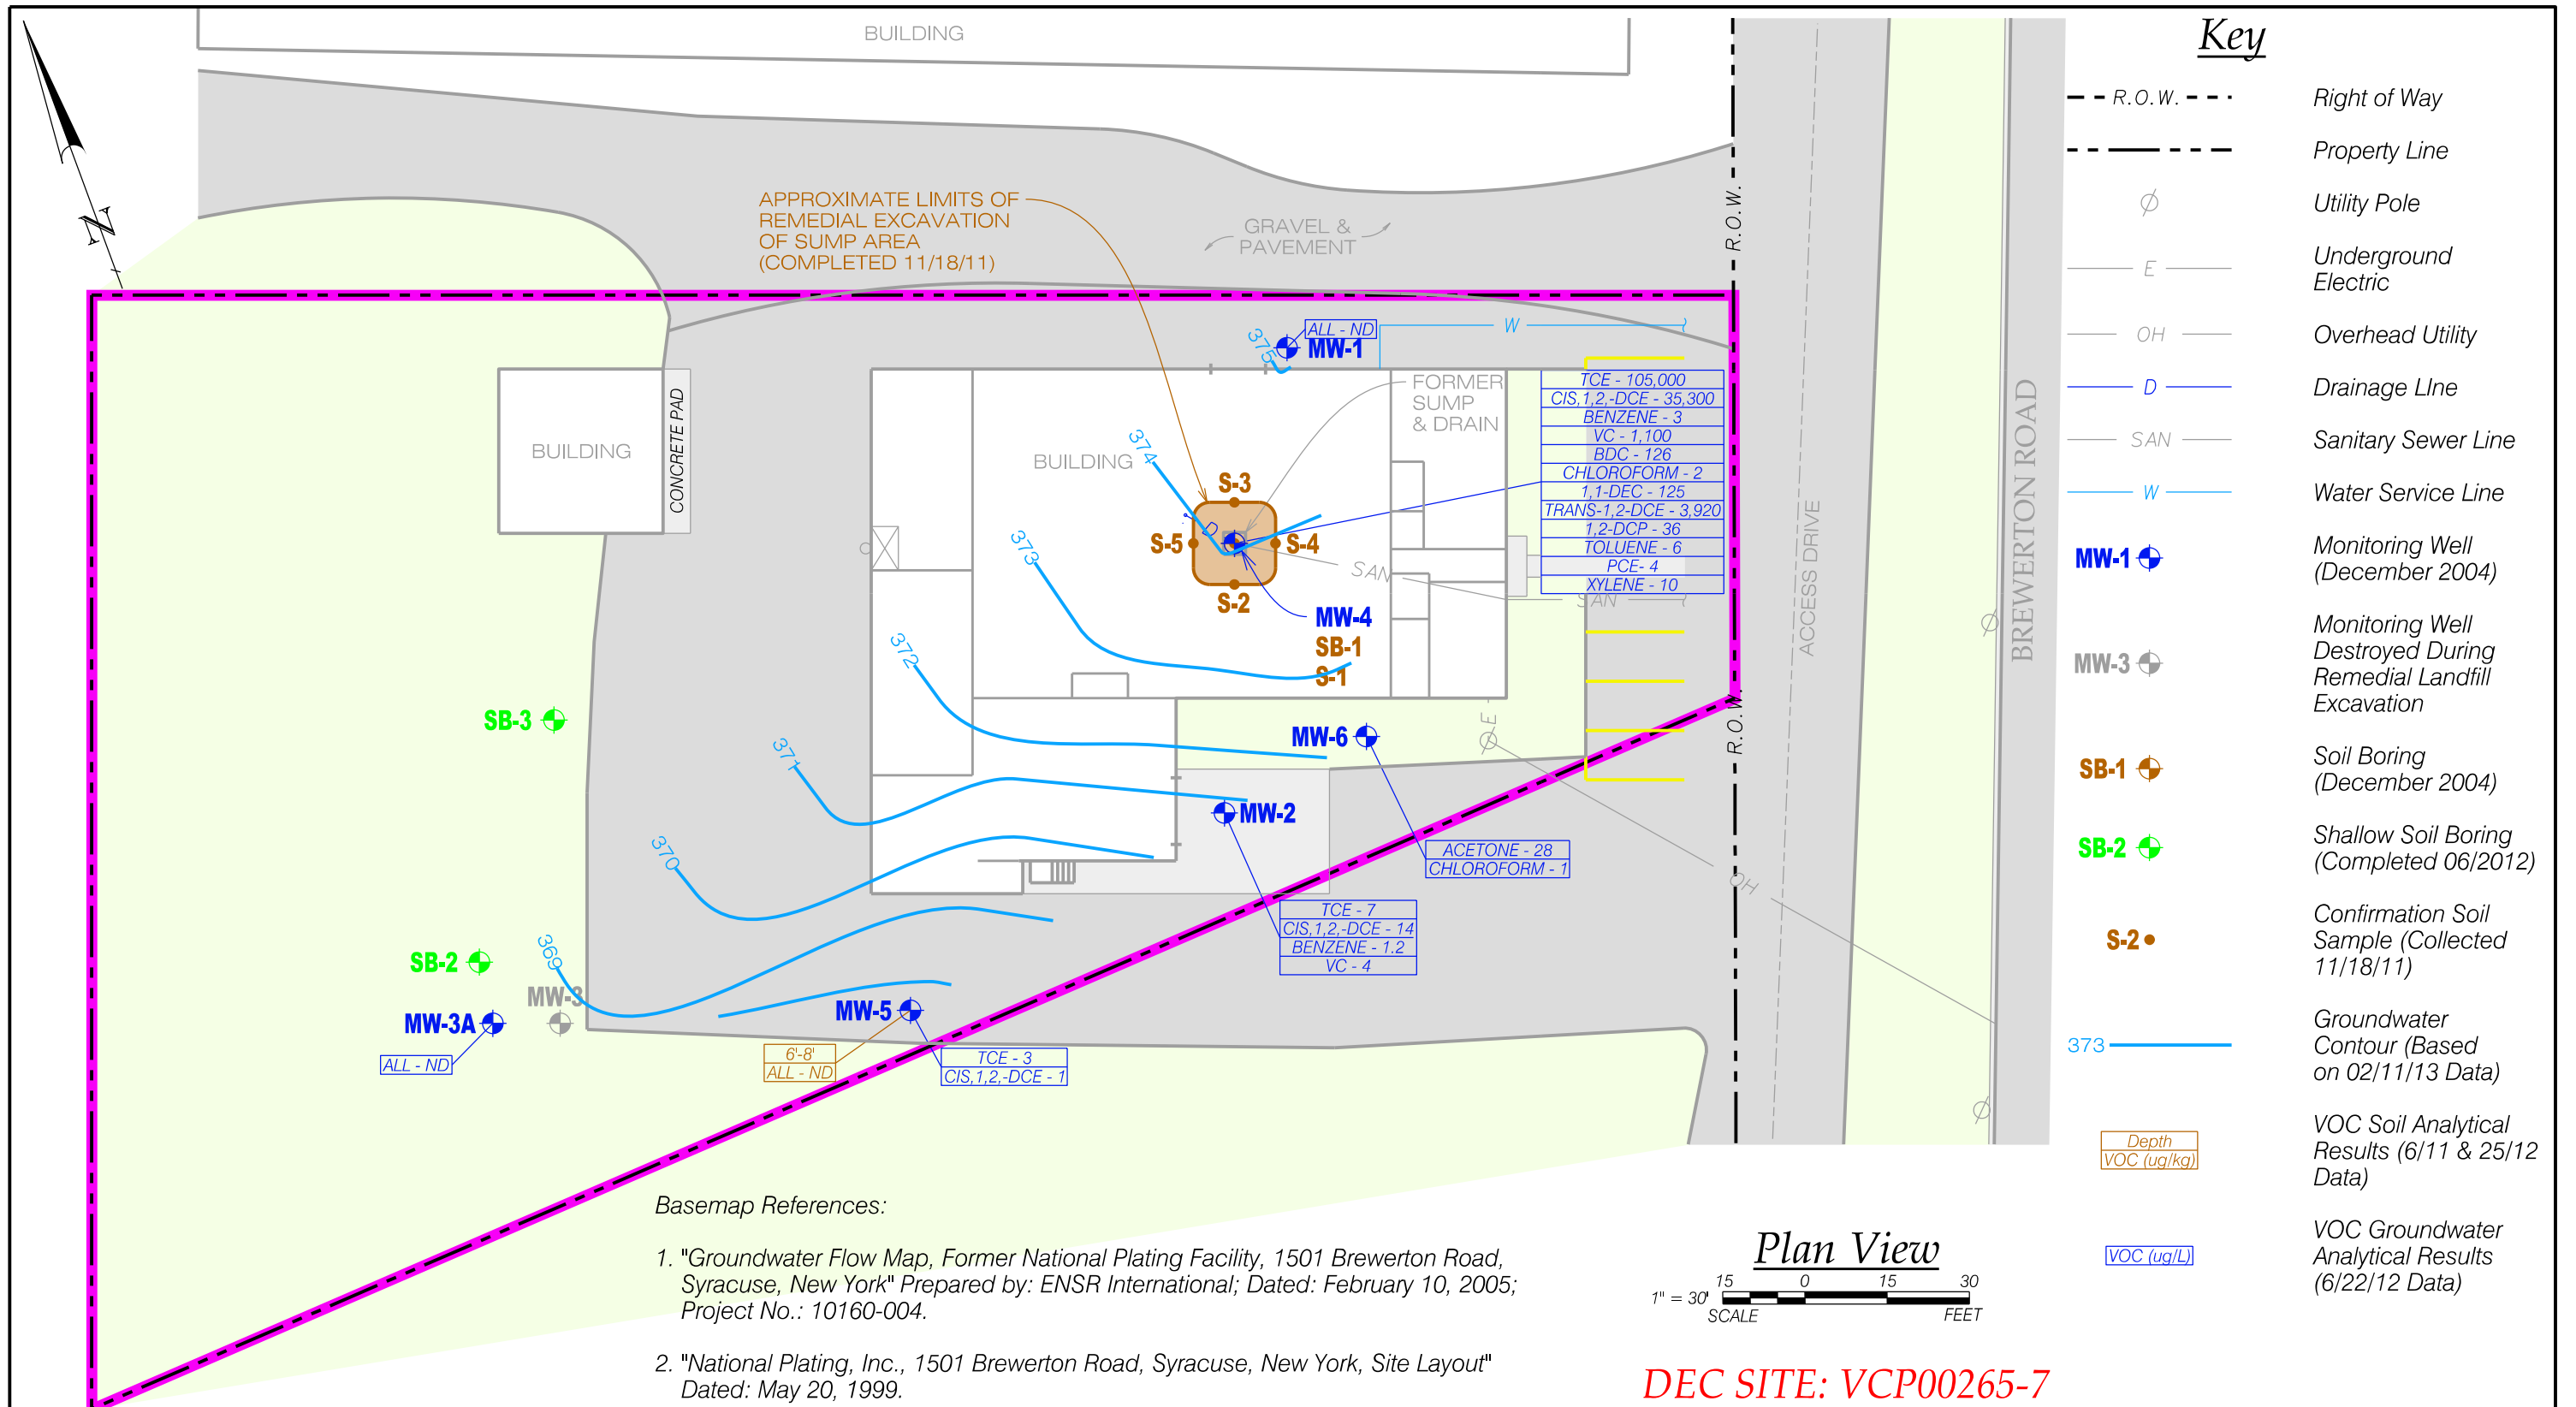 BUILDING
Key
R.O.W.
Right of Way
Property Line
Utility Pole
E
Underground
Electric
OH
Overhead Utility
D
Drainage LIne
SAN
Sanitary Sewer Line
W
Water Service Line
MW-1
Monitoring Well
(December 2004)
MW-3
Monitoring Well
Destroyed During
Remedial Landfill
Excavation
SB-1
Soil Boring
(December 2004)
SB-2
Shallow Soil Boring
(Completed 06/2012)
S-2
Confirmation Soil
Sample (Collected
11/18/11)
373
Groundwater
Contour (Based
on 02/11/13 Data)
Depth
VOC (ug/kg)
VOC Soil Analytical
Results (6/11 & 25/12
Data)
VOC (ug/L)
VOC Groundwater
Analytical Results
(6/22/12 Data)
N
APPROXIMATE LIMITS OF
REMEDIAL EXCAVATION
OF SUMP AREA
(COMPLETED 11/18/11)
GRAVEL &
PAVEMENT
R.O.W.
ALL - ND
MW-1
375
W
BUILDING
CONCRETE PAD
BUILDING
FORMER
SUMP
& DRAIN
TCE - 105,000
CIS,1,2,-DCE - 35,300
BENZENE - 3
VC - 1,100
BDC - 126
CHLOROFORM - 2
1,1-DEC - 125
TRANS-1,2-DCE - 3,920
1,2-DCP - 36
TOLUENE - 6
PCE- 4
XYLENE - 10
374
S-3
D
S-5
S-4
S-2
SAN
SAN
373
MW-4
SB-1
S-1
372
371
370
369
ACCESS DRIVE
BREWERTON ROAD
R.O.W.
E
OH
SB-3
MW-6
MW-2
ACETONE - 28
CHLOROFORM - 1
TCE - 7
CIS,1,2,-DCE - 14
BENZENE - 1.2
VC - 4
SB-2
MW-3
MW-3A
ALL - ND
MW-5
6'-8'
ALL - ND
TCE - 3
CIS,1,2,-DCE - 1
Basemap References:
1. "Groundwater Flow Map, Former National Plating Facility, 1501 Brewerton Road,
Syracuse, New York" Prepared by: ENSR International; Dated: February 10, 2005;
Project No.: 10160-004.
2. "National Plating, Inc., 1501 Brewerton Road, Syracuse, New York, Site Layout"
Dated: May 20, 1999.
Plan View
15 0 15 30
1" = 30'
SCALE FEET
DEC SITE: VCP00265-7